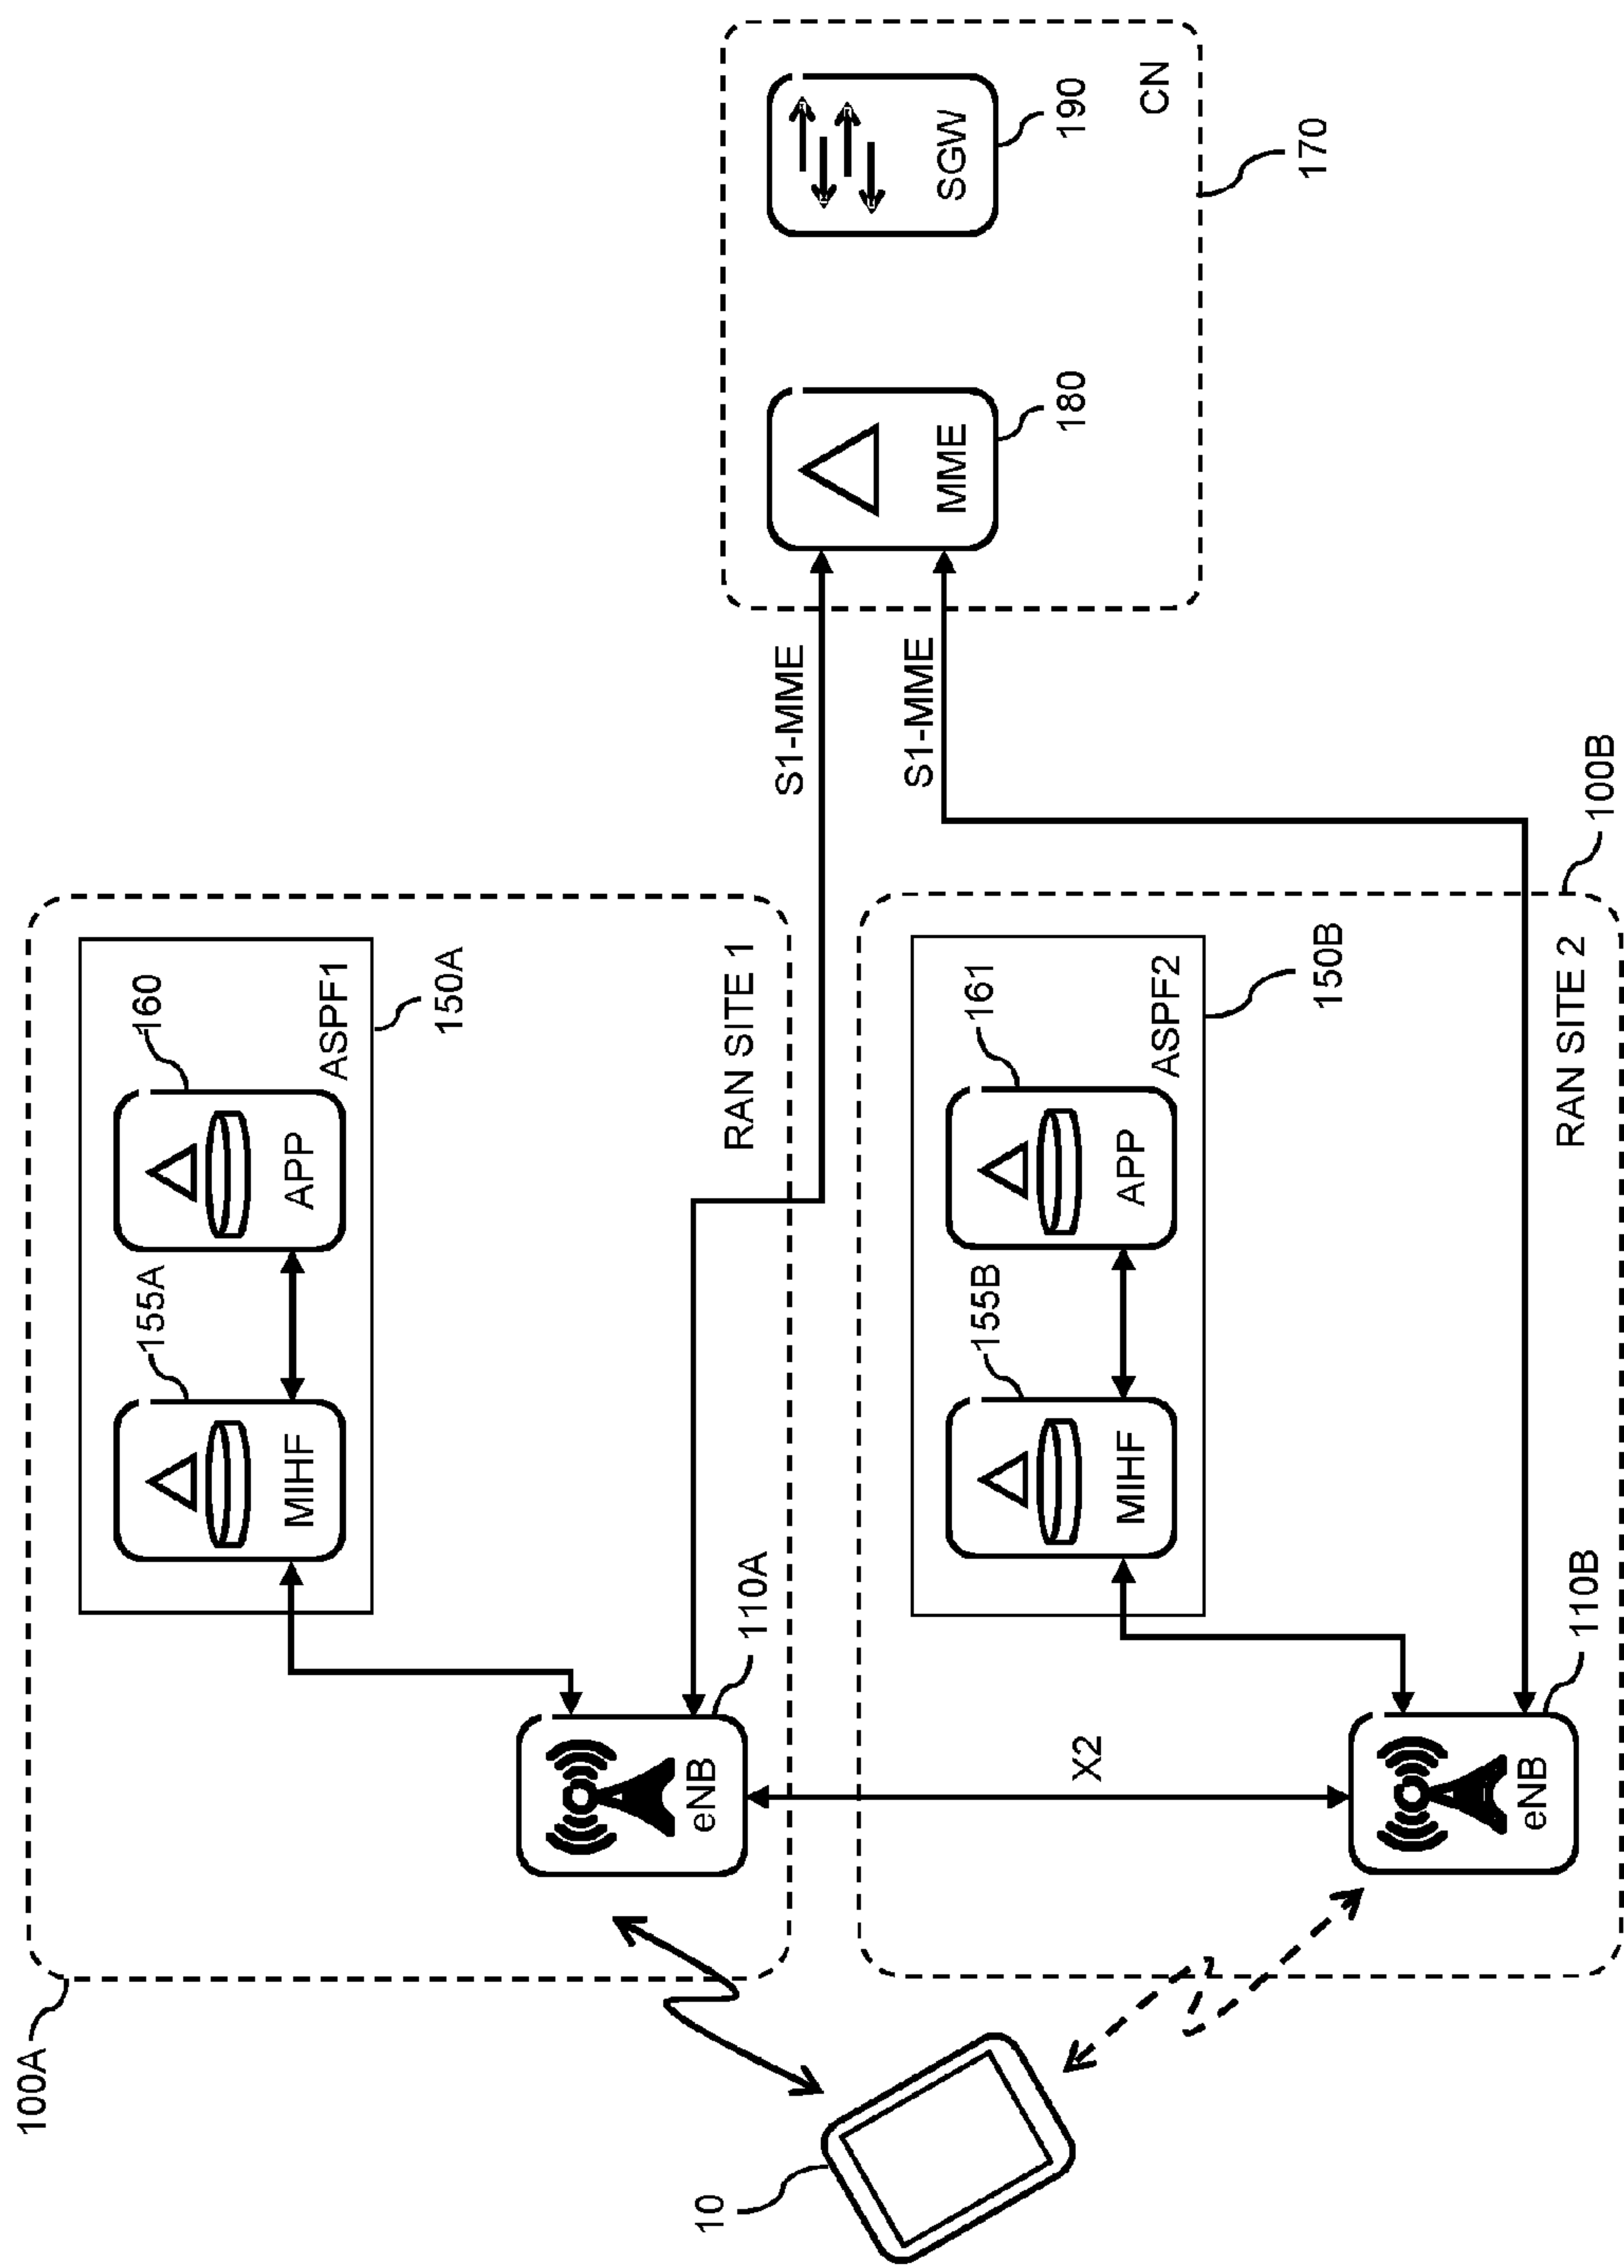 100A
155A
160
MIHF
APP
ASPF1
150A
eNB
110A
RAN SITE 1
10
X2
S1-MME
S1-MME
MME
180
SGW
190
CN
170
155B
161
MIHF
APP
ASPF2
150B
eNB
110B
RAN SITE 2
100B